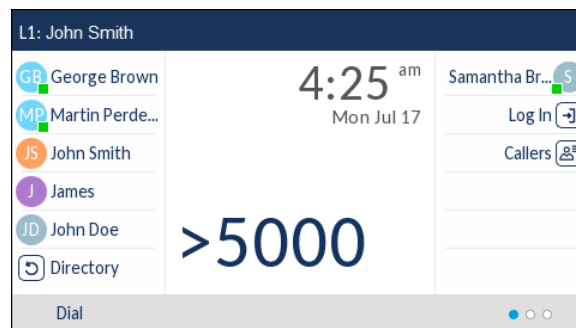 L1: John Smith
GB George Brown
MP Martin Perde...
JS John Smith
J James
JD John Doe
Directory
4:25 am
Mon Jul 17
>5000
Samantha Br... S
Log In
Callers
Dial